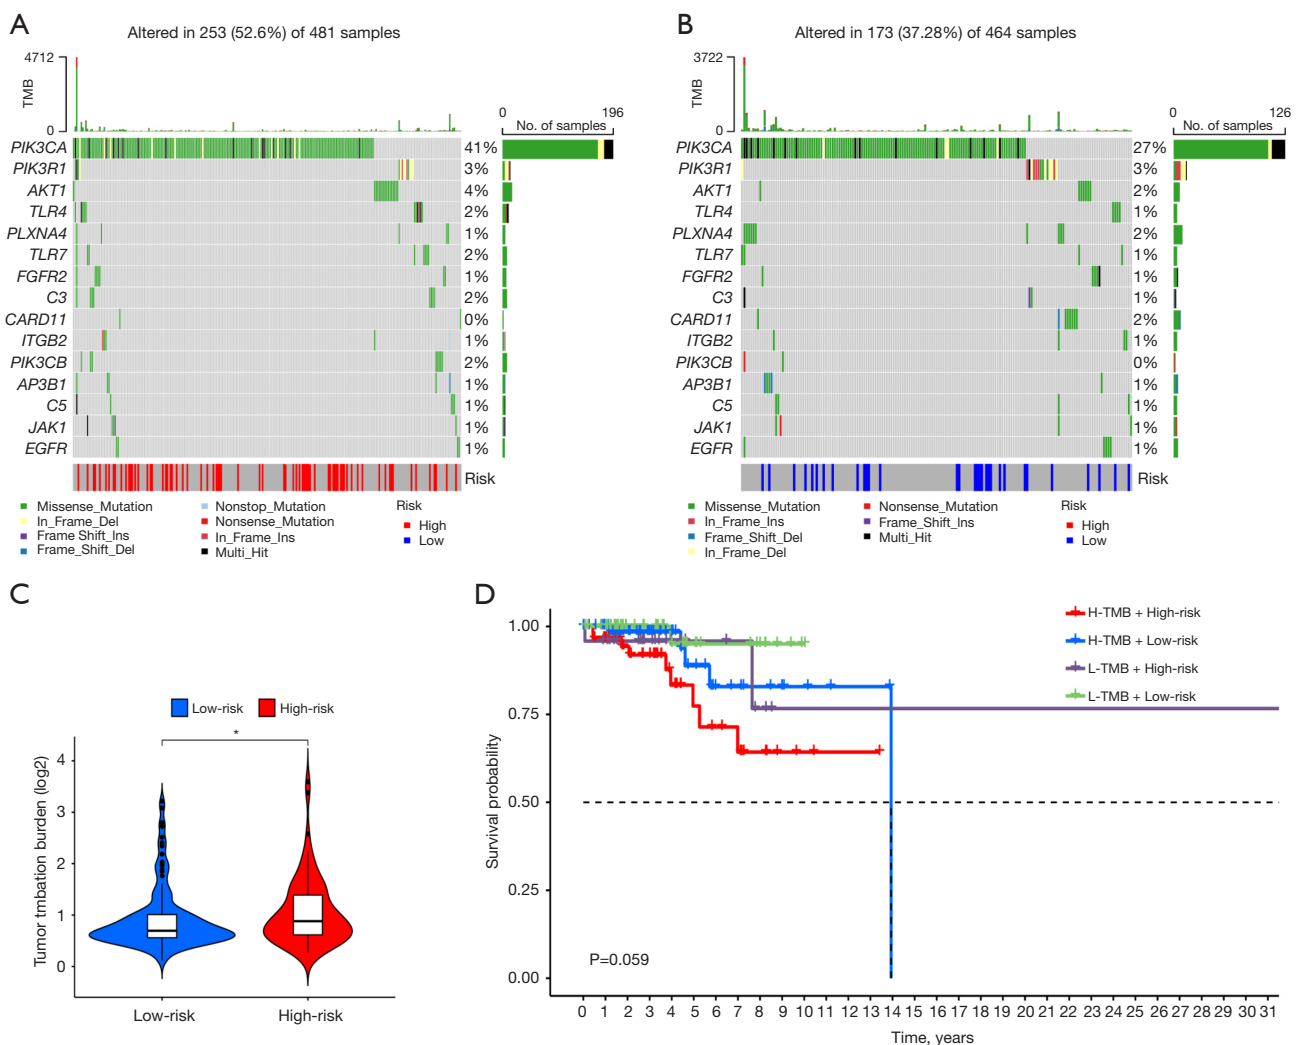 A
Altered in 253 (52.6%) of 481 samples
4712
TMB
0
0 196
No. of samples
PIK3CA 41%
PIK3R1 3%
AKT1 4%
TLR4 2%
PLXNA4 1%
TLR7 2%
FGFR2 1%
C3 2%
CARD11 0%
ITGB2 1%
PIK3CB 2%
AP3B1 1%
C5 1%
JAK1 1%
EGFR 1%
Risk
Missense_Mutation
In_Frame_Del
Frame Shift_Ins
Frame_Shift_Del
Nonstop_Mutation
Nonsense_Mutation
In_Frame_Ins
Multi_Hit
Risk
High
Low
B
Altered in 173 (37.28%) of 464 samples
3722
TMB
0
0 126
No. of samples
PIK3CA 27%
PIK3R1 3%
AKT1 2%
TLR4 1%
PLXNA4 2%
TLR7 1%
FGFR2 1%
C3 1%
CARD11 2%
ITGB2 1%
PIK3CB 0%
AP3B1 1%
C5 1%
JAK1 1%
EGFR 1%
Risk
Missense_Mutation
In_Frame_Ins
Frame_Shift_Del
In_Frame_Del
Nonsense_Mutation
Frame_Shift_Ins
Multi_Hit
Risk
High
Low
C
Low-risk High-risk
*
Tumor tmbation burden (log2)
4
3
2
1
0
Low-risk High-risk
D
H-TMB + High-risk
H-TMB + Low-risk
L-TMB + High-risk
L-TMB + Low-risk
Survival probability
1.00
0.75
0.50
0.25
0.00
P=0.059
0 1 2 3 4 5 6 7 8 9 10 11 12 13 14 15 16 17 18 19 20 21 22 23 24 25 26 27 28 29 30 31
Time, years